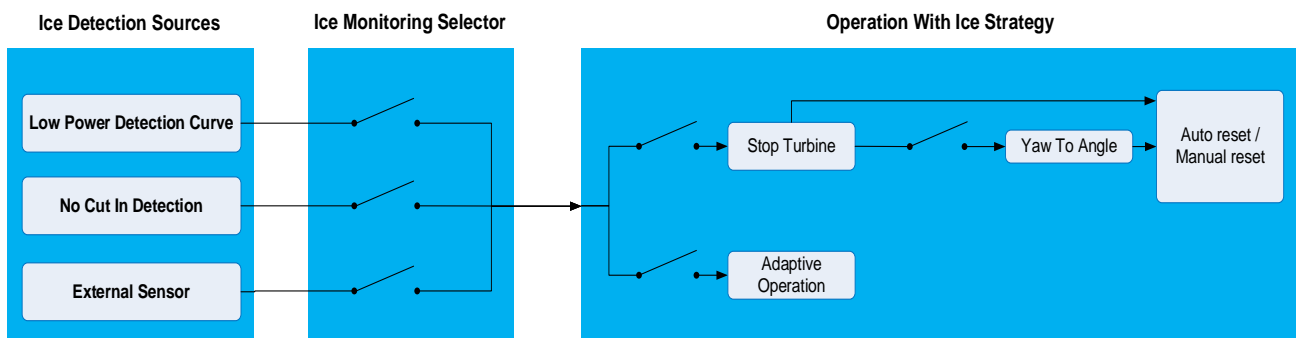 Ice Detection Sources
Ice Monitoring Selector
Operation With Ice Strategy
Low Power Detection Curve
No Cut In Detection
External Sensor
Stop Turbine
Yaw To Angle
Auto reset /
Manual reset
Adaptive
Operation